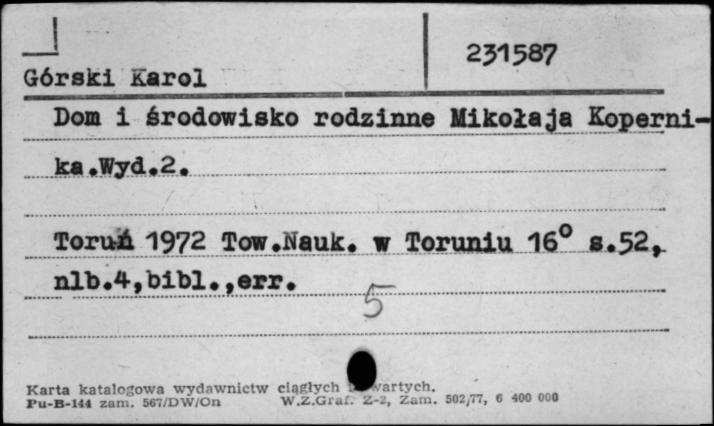 231587
Górski Karol
Dom i środowisko rodzinne Mikołaja Koperni-
ka.Wyd.2.
Toruń 1972 Tow.Nauk. w Toruniu 16° s.52,
nlb.4,bibl.,err.
5
Karta katalogowa wydawnictw ciągłych
Pu-B-144 zam. 567/DW/On W.Z.Graf. Z-2, Zam. 502/77, 6 400 000